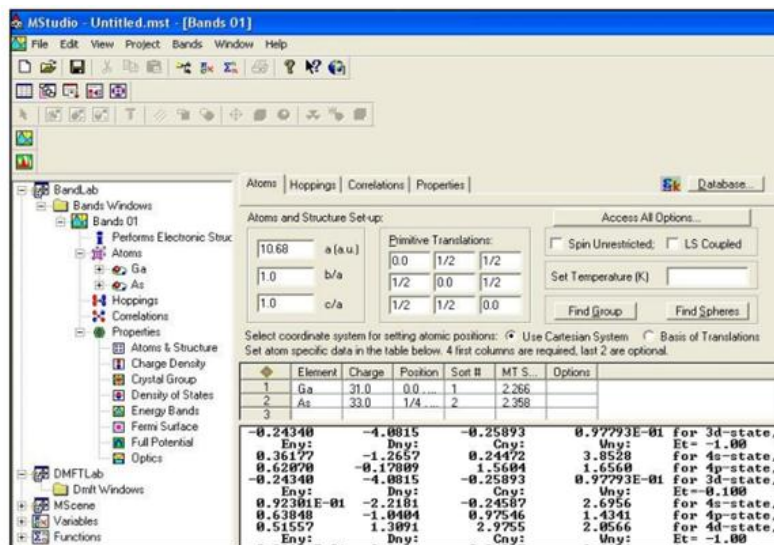 MStudio - Untitled.mst - [Bands 01]
File Edit View Project Bands Window Help
BandLab
Bands Windows
Bands 01
Performs Electronic Struc
Atoms
Ga
As
Hoppings
Correlations
Properties
Atoms & Structure
Charge Density
Crystal Group
Density of States
Energy Bands
Fermi Surface
Full Potential
Optics
DMFTLab
Dmft Windows
MScene
Variables
Functions
Atoms Hoppings Correlations Properties Database...
Atoms and Structure Set-up: Access All Options...
10.68 a (a.u.) Primitive Translations: Spin Unrestricted; LS Coupled
0.0 1/2 1/2
1.0 b/a 1/2 0.0 1/2 Set Temperature (K)
1.0 c/a 1/2 1/2 0.0 Find Group Find Spheres
Select coordinate system for setting atomic positions: Use Cartesian System Basis of Translations
Set atom specific data in the table below. 4 first columns are required, last 2 are optional.
Element Charge Position Sort # MT S... Options
1 Ga 31.0 0.0 ... 1 2.266
2 As 33.0 1/4 ... 2 2.358
3
-0.24340 -4.0815 -0.25893 0.97793E-01 for 3d-state,
Eny: Dny: Cny: Wny: Et= -1.00
0.36177 -1.2657 0.24472 3.8528 for 4s-state,
0.62070 -0.17809 1.5604 1.6560 for 4p-state,
-0.24340 -4.0815 -0.25893 0.97793E-01 for 3d-state,
Eny: Dny: Cny: Wny: Et=-0.100
0.92301E-01 -2.2181 -0.24587 2.6956 for 4s-state,
0.63848 -1.0404 0.97546 1.4341 for 4p-state,
0.51557 1.3091 2.9755 2.0566 for 4d-state,
Eny: Dny: Cny: Wny: Et= -1.00